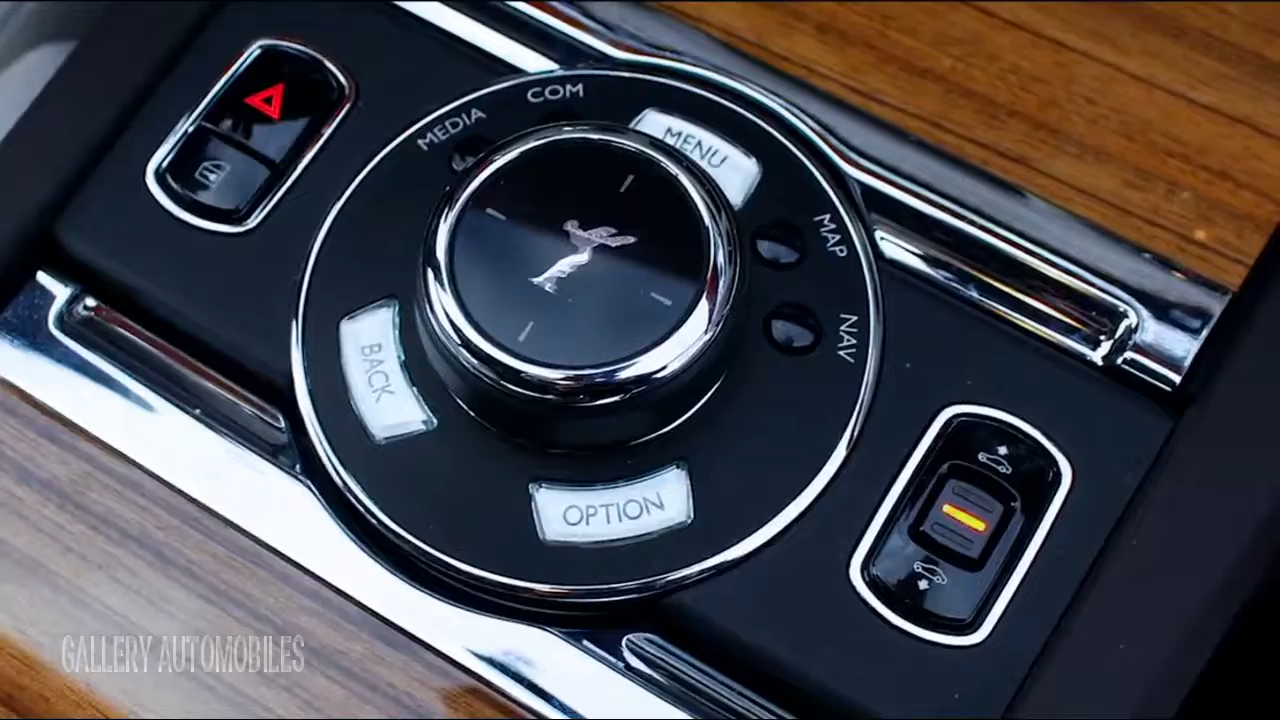 COM
MEDIA
MENU
MAP
NAV
BACK
OPTION
GALLERY AUTOMOBILES